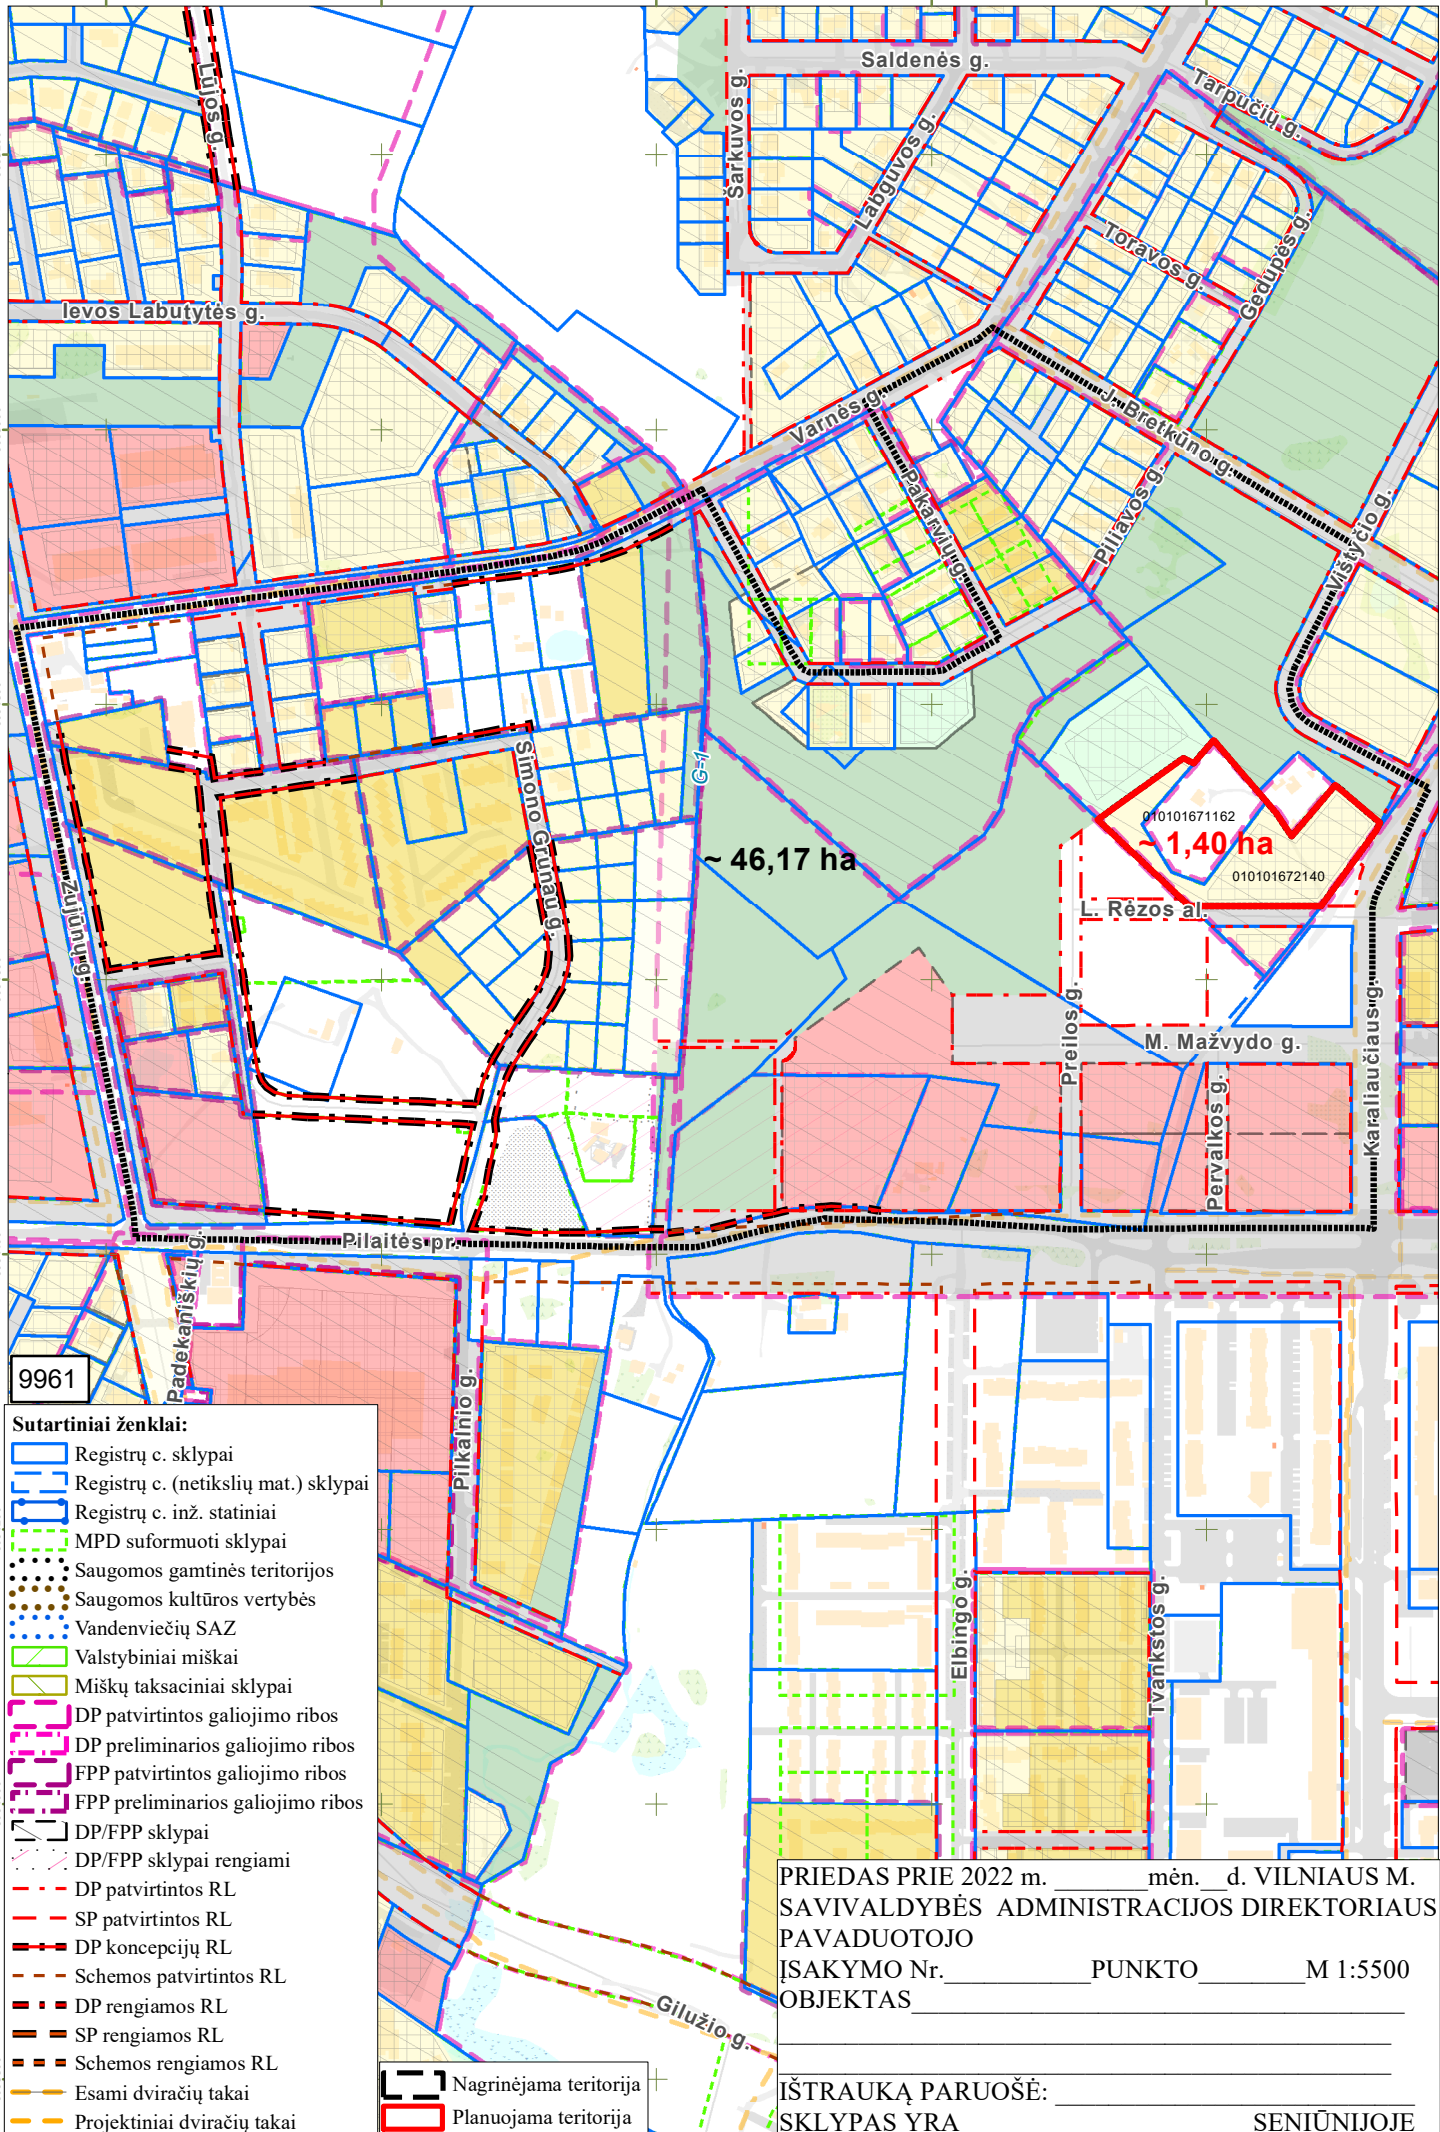 Lūjos g.
Saldenės g.
Šarkuvos g.
Labguvos g.
Tarpučių g.
Toravos g.
Gedupės g.
Ievos Labutytės g.
Varnės g.
J. Bretkūno g.
Pakarvių g.
Piliavos g.
Vištyčio g.
Simono Grunau g.
G-1
~ 46,17 ha
010101671162
~ 1,40 ha
010101672140
L. Rėzos al.
Zujūnų g.
Preilos g.
M. Mažvydo g.
Pervalkos g.
Karaliaučiaus g.
Pilaitės pr.
Padekaniškių g.
Pilkalnio g.
Elbingo g.
Tvankstos g.
Gilužio g.
9961
Sutartiniai ženklai:
Registrų c. sklypai
Registrų c. (netikslių mat.) sklypai
Registrų c. inž. statiniai
MPD suformuoti sklypai
Saugomos gamtinės teritorijos
Saugomos kultūros vertybės
Vandenviečių SAZ
Valstybiniai miškai
Miškų taksaciniai sklypai
DP patvirtintos galiojimo ribos
DP preliminarios galiojimo ribos
FPP patvirtintos galiojimo ribos
FPP preliminarios galiojimo ribos
DP/FPP sklypai
DP/FPP sklypai rengiami
DP patvirtintos RL
SP patvirtintos RL
DP koncepcijų RL
Schemos patvirtintos RL
DP rengiamos RL
SP rengiamos RL
Schemos rengiamos RL
Esami dviračių takai
Projektiniai dviračių takai
Nagrinėjama teritorija
Planuojama teritorija
PRIEDAS PRIE 2022 m. _______mėn.__d. VILNIAUS M.
SAVIVALDYBĖS ADMINISTRACIJOS DIREKTORIAUS
PAVADUOTOJO
ĮSAKYMO Nr.___________PUNKTO________M 1:5500
OBJEKTAS_____________________________________
IŠTRAUKĄ PARUOŠĖ: ___________________________
SKLYPAS YRA SENIŪNIJOJE